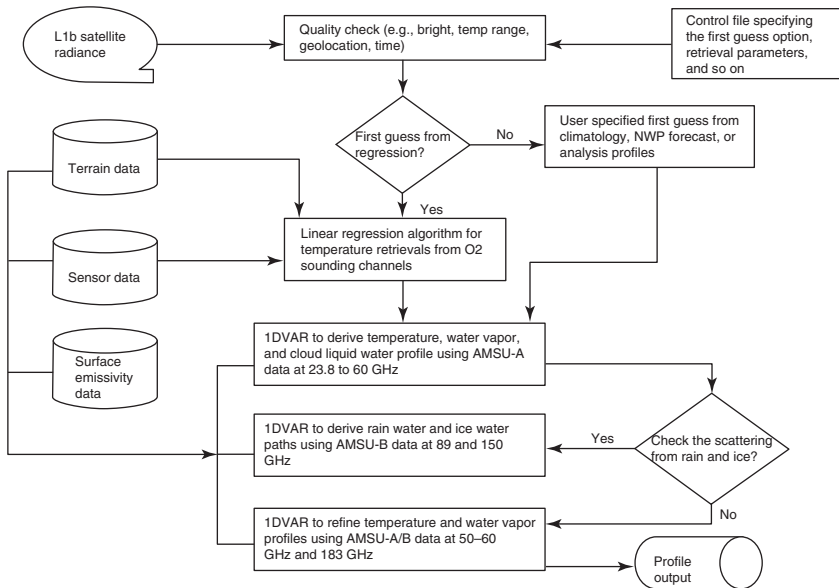 L1b satellite
radiance
Quality check (e.g., bright, temp range,
geolocation, time)
Control file specifying
the first guess option,
retrieval parameters,
and so on
First guess from
regression?
No
User specified first guess from
climatology, NWP forecast, or
analysis profiles
Terrain data
Yes
Linear regression algorithm for
temperature retrievals from O2
sounding channels
Sensor data
Surface
emissivity
data
1DVAR to derive temperature, water vapor,
and cloud liquid water profile using AMSU-A
data at 23.8 to 60 GHz
1DVAR to derive rain water and ice water
paths using AMSU-B data at 89 and 150
GHz
Yes
Check the scattering
from rain and ice?
No
1DVAR to refine temperature and water vapor
profiles using AMSU-A/B data at 50–60
GHz and 183 GHz
Profile
output